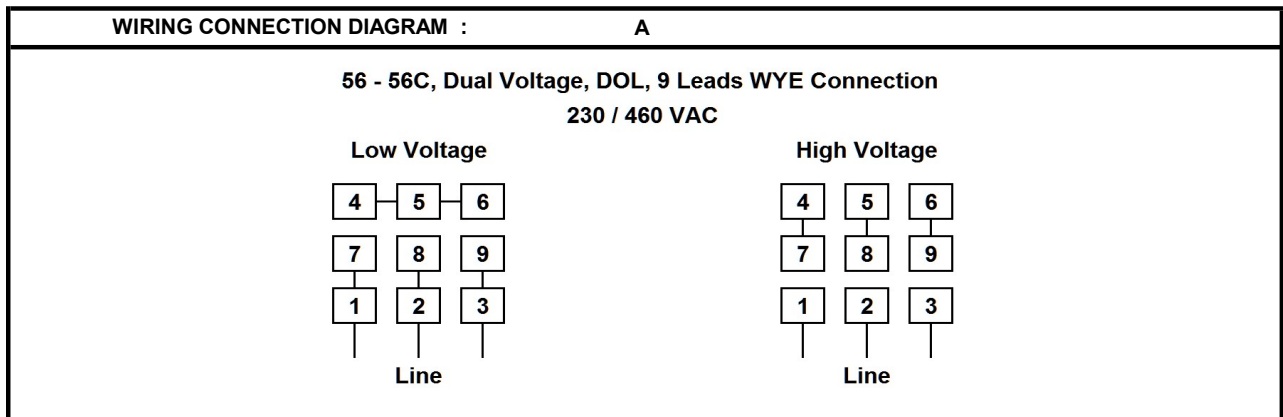 WIRING CONNECTION DIAGRAM : A
56 - 56C, Dual Voltage, DOL, 9 Leads WYE Connection
230 / 460 VAC
Low Voltage High Voltage
4 5 6 4 5 6
7 8 9 7 8 9
1 2 3 1 2 3
Line Line